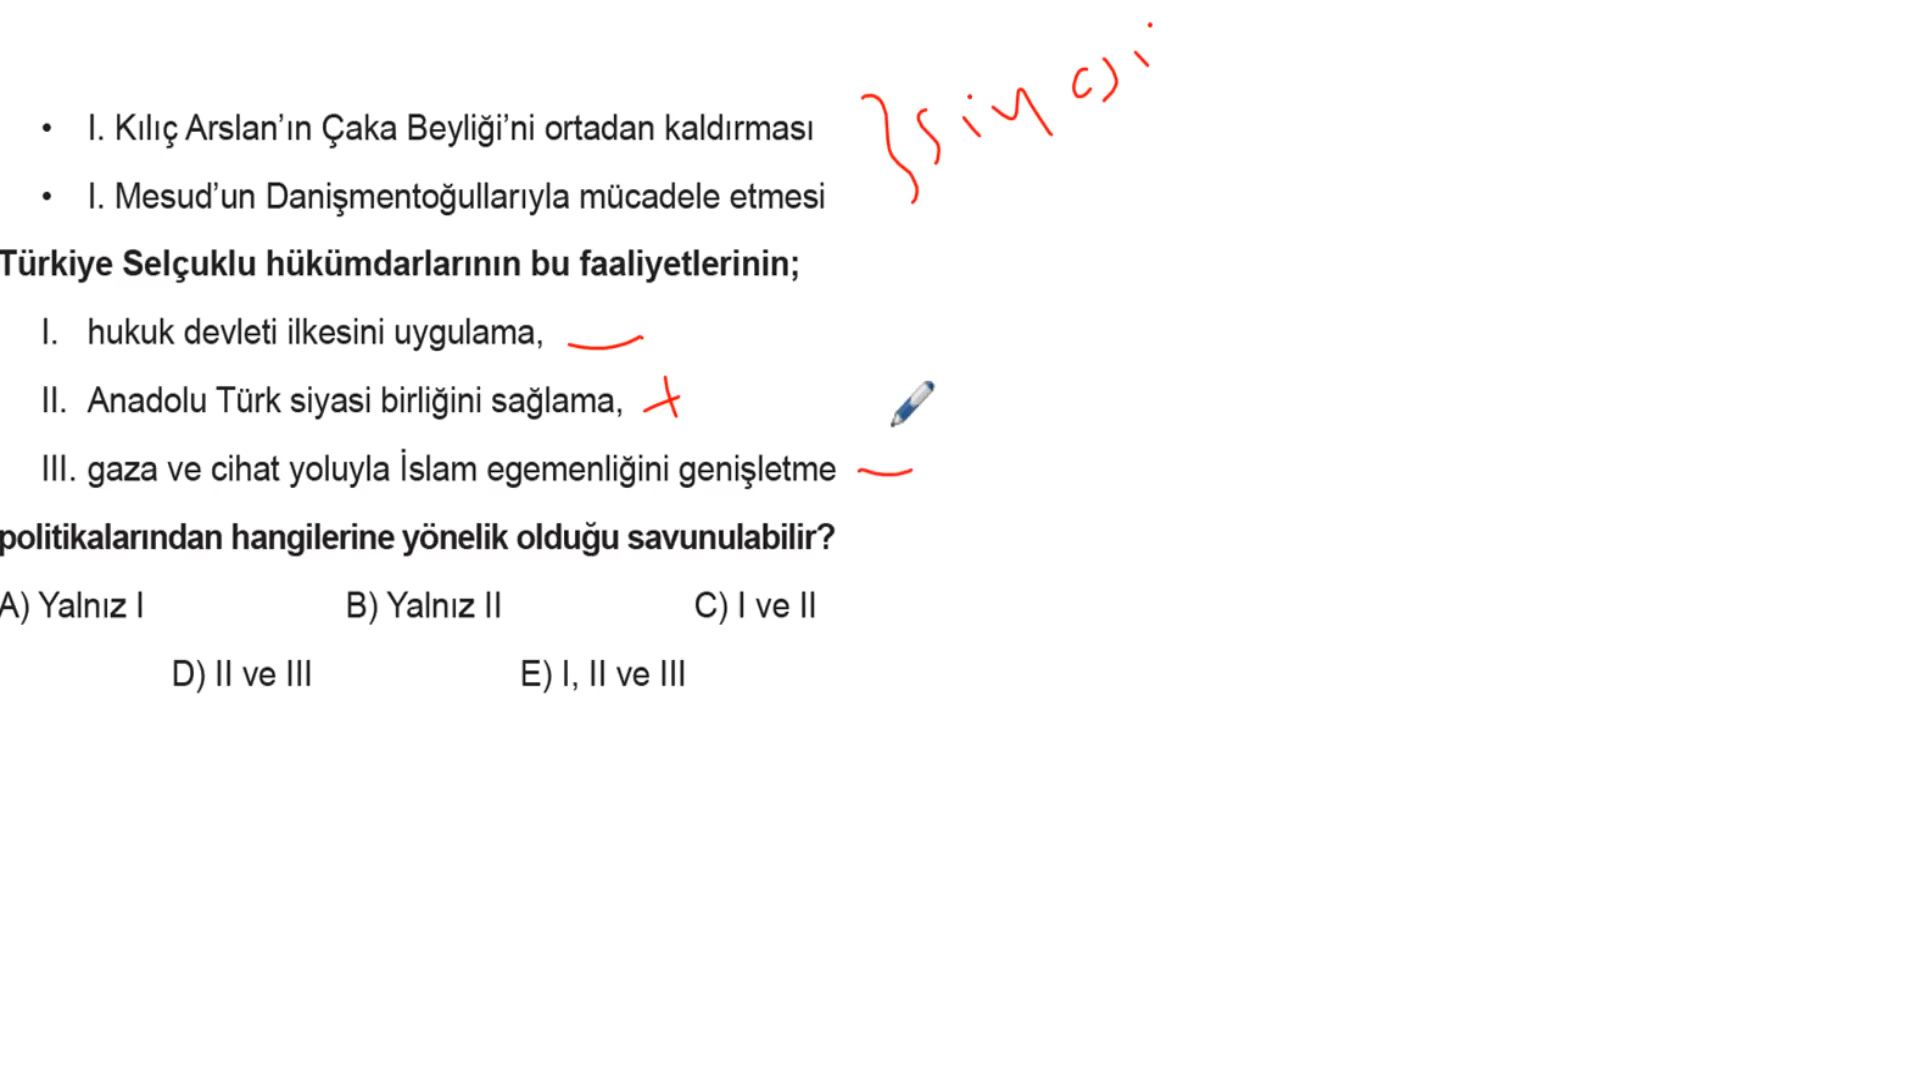 siyasi
• I. Kılıç Arslan’ın Çaka Beyliği’ni ortadan kaldırması
• I. Mesud’un Danişmentoğullarıyla mücadele etmesi
Türkiye Selçuklu hükümdarlarının bu faaliyetlerinin;
I. hukuk devleti ilkesini uygulama,
II. Anadolu Türk siyasi birliğini sağlama, +
III. gaza ve cihat yoluyla İslam egemenliğini genişletme
politikalarından hangilerine yönelik olduğu savunulabilir?
A) Yalnız I B) Yalnız II C) I ve II
D) II ve III E) I, II ve III